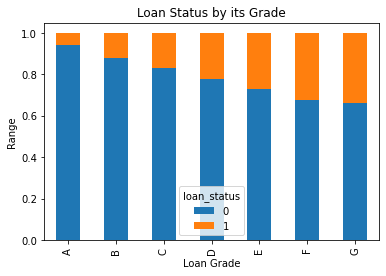 Loan Status by its Grade
1.0
0.8
0.6
0.4
0.2
0.0
Range
loan_status
0
1
A
B
C
D
E
F
G
Loan Grade